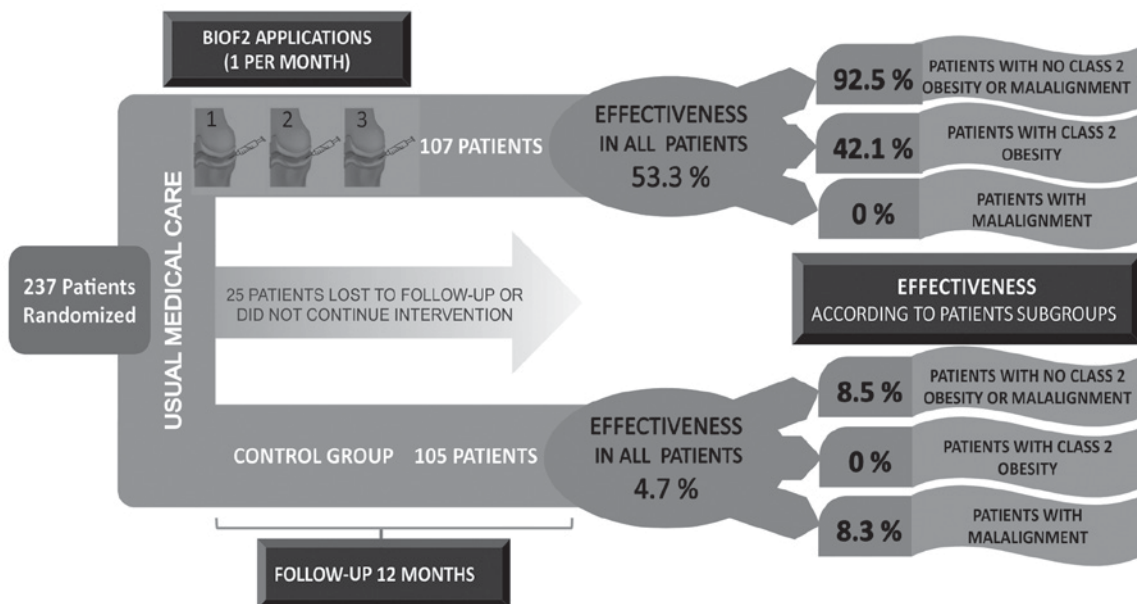 BIOF2 APPLICATIONS
(1 PER MONTH)
1 2 3
107 PATIENTS
EFFECTIVENESS
IN ALL PATIENTS
53.3 %
92.5 %
PATIENTS WITH NO CLASS 2
OBESITY OR MALALIGNMENT
42.1 %
PATIENTS WITH CLASS 2
OBESITY
0 %
PATIENTS WITH
MALALIGNMENT
237 Patients
Randomized
USUAL MEDICAL CARE
25 PATIENTS LOST TO FOLLOW-UP OR
DID NOT CONTINUE INTERVENTION
EFFECTIVENESS
ACCORDING TO PATIENTS SUBGROUPS
CONTROL GROUP 105 PATIENTS
EFFECTIVENESS
IN ALL PATIENTS
4.7 %
8.5 %
PATIENTS WITH NO CLASS 2
OBESITY OR MALALIGNMENT
0 %
PATIENTS WITH CLASS 2
OBESITY
8.3 %
PATIENTS WITH
MALALIGNMENT
FOLLOW-UP 12 MONTHS